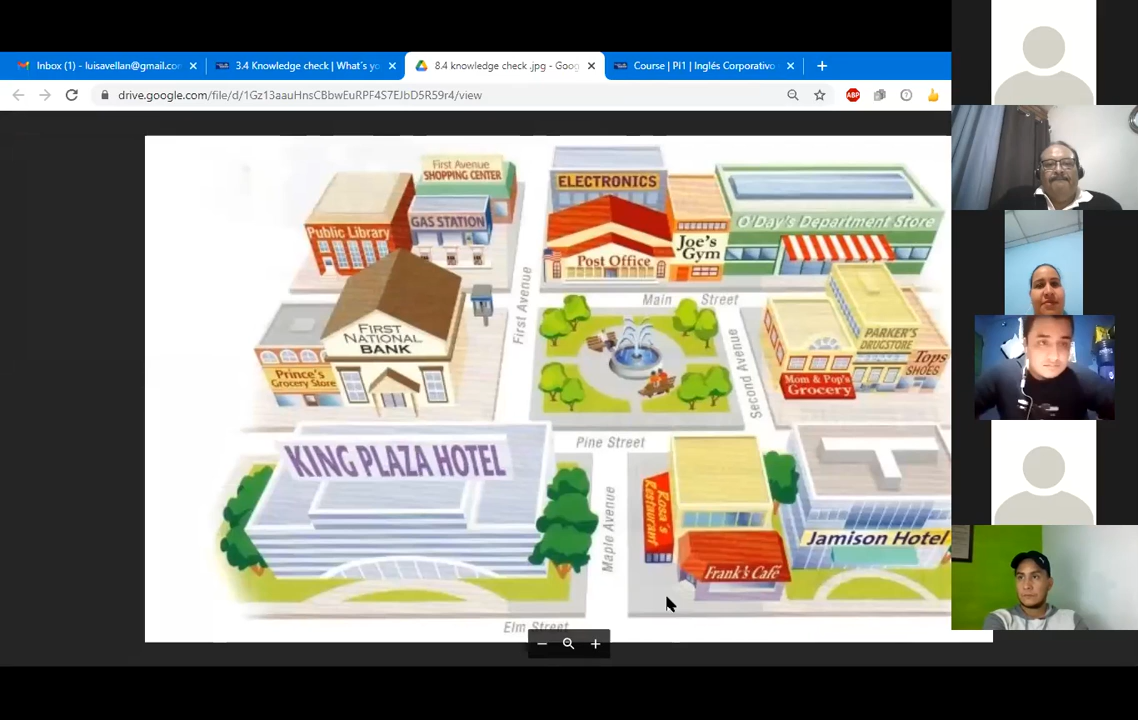 Inbox (1) - luisavellan@gmail.co
3.4 Knowledge check | What's yo
8.4 knowledge check .jpg - Goog
Course | PI1 | Inglés Corporativo
drive.google.com/file/d/1Gz13aauHnsCBbwEuRPF4S7EJbD5R59r4/view
ABP
First Avenue
SHOPPING CENTER
GAS STATION
Public Library
ELECTRONICS
Post Office
Joe's
Gym
O'Day's Department Store
Main Street
First Avenue
FIRST
NATIONAL
BANK
Prince's
Grocery Store
Second Avenue
PARKER'S
DRUGSTORE
Tops
SHOES
Mom & Pop's
Grocery
Pine Street
KING PLAZA HOTEL
Maple Avenue
Rosa's
Restaurant
Frank's Café
Jamison Hotel
Elm Street